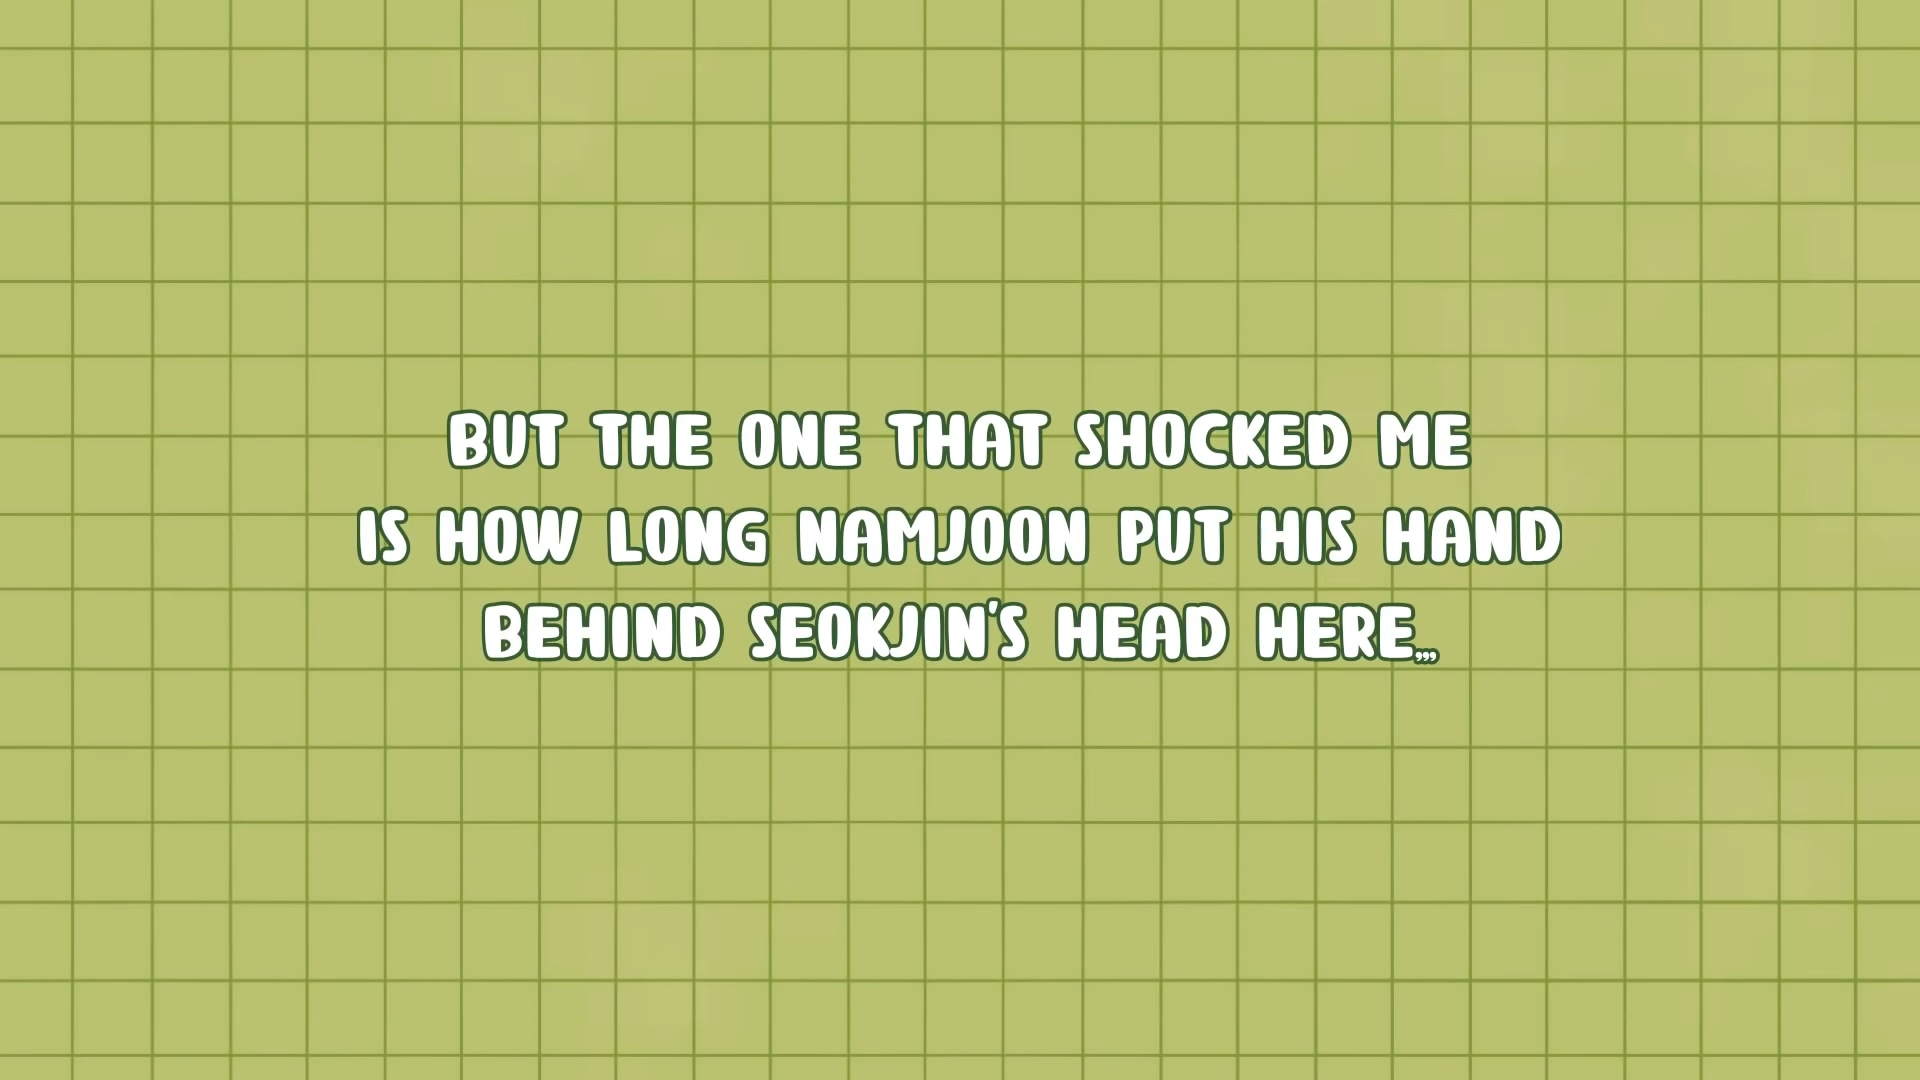 BUT THE ONE THAT SHOCKED ME
IS HOW LONG NAMJOON PUT HIS HAND
BEHIND SEOKJIN'S HEAD HERE,,,